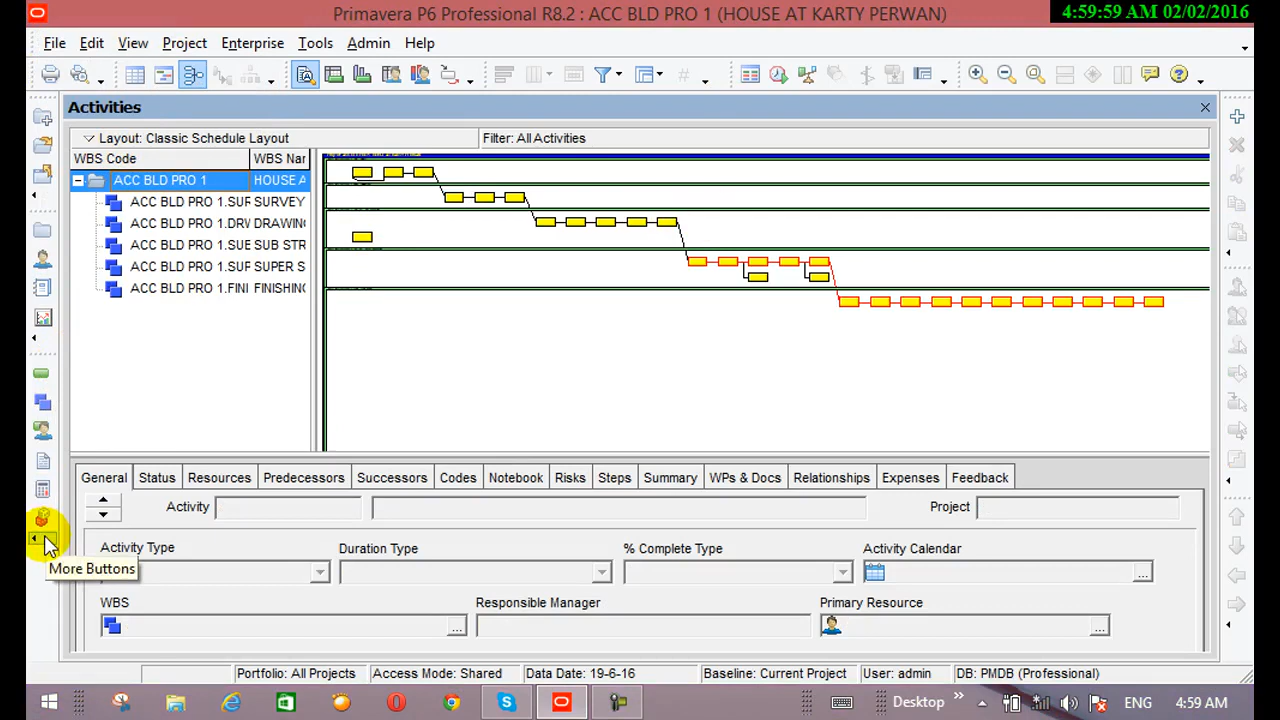 Primavera P6 Professional R8.2 : ACC BLD PRO 1 (HOUSE AT KARTY PERWAN)
4:59:59 AM 02/02/2016
File Edit View Project Enterprise Tools Admin Help
Activities
Layout: Classic Schedule Layout
Filter: All Activities
WBS Code WBS Nar
ACC BLD PRO 1 HOUSE A
ACC BLD PRO 1.SUF SURVEY
ACC BLD PRO 1.DRV DRAWING
ACC BLD PRO 1.SUE SUB STR
ACC BLD PRO 1.SUF SUPER S
ACC BLD PRO 1.FINI FINISHING
General Status Resources Predecessors Successors Codes Notebook Risks Steps Summary WPs & Docs Relationships Expenses Feedback
Activity Project
Activity Type Duration Type % Complete Type Activity Calendar
More Buttons
WBS Responsible Manager Primary Resource
Portfolio: All Projects Access Mode: Shared Data Date: 19-6-16 Baseline: Current Project User: admin DB: PMDB (Professional)
Desktop ENG 4:59 AM